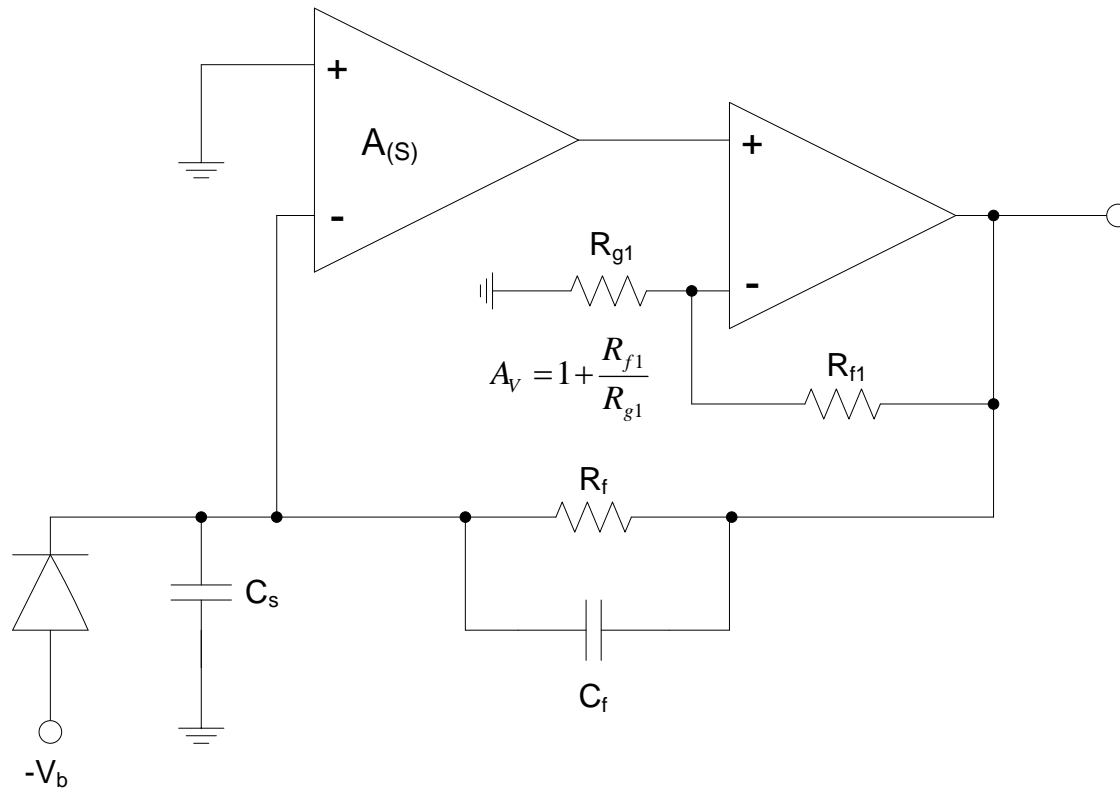 +
A(S)
-
+
-
Rg1
AV = 1 + Rf1/Rg1
Rf1
Rf
Cs
Cf
-Vb